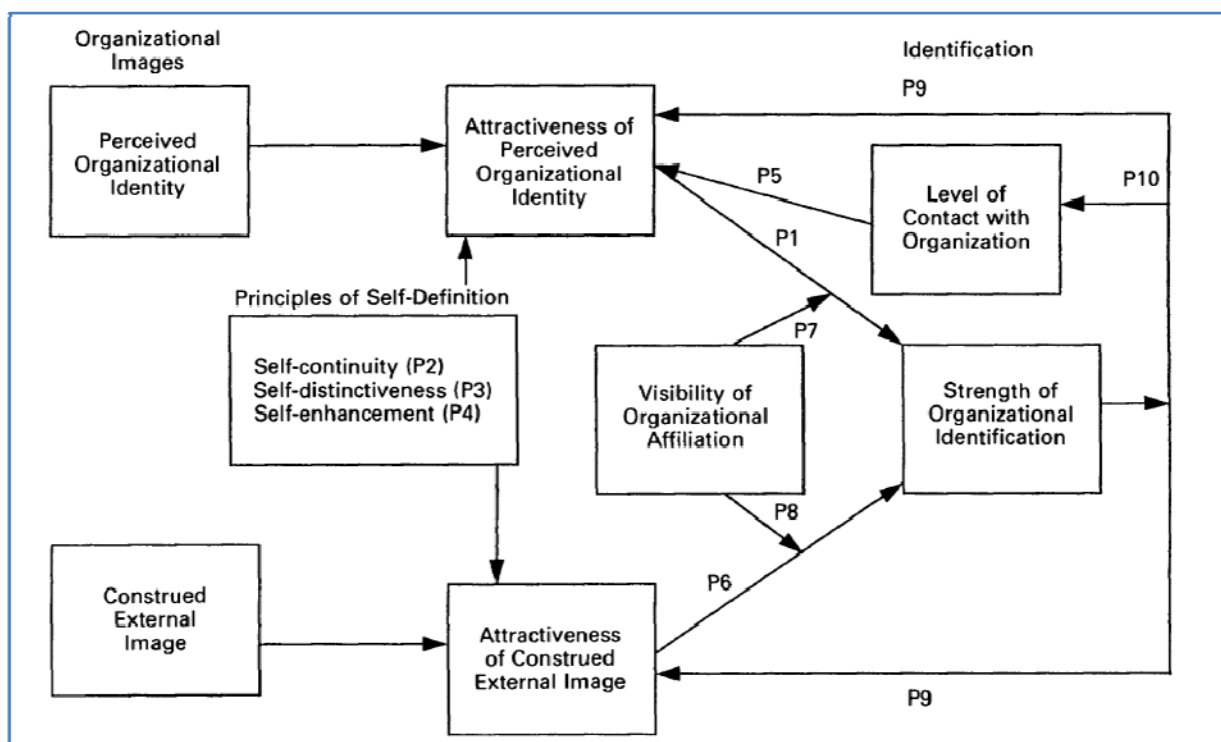 Organizational
Images
Identification
P9
Perceived
Organizational
Identity
Attractiveness of
Perceived
Organizational
Identity
P5
Level of
Contact with
Organization
P10
P1
Principles of Self-Definition
Self-continuity (P2)
Self-distinctiveness (P3)
Self-enhancement (P4)
P7
Visibility of
Organizational
Affiliation
Strength of
Organizational
Identification
P8
P6
Construed
External
Image
Attractiveness
of Construed
External Image
P9